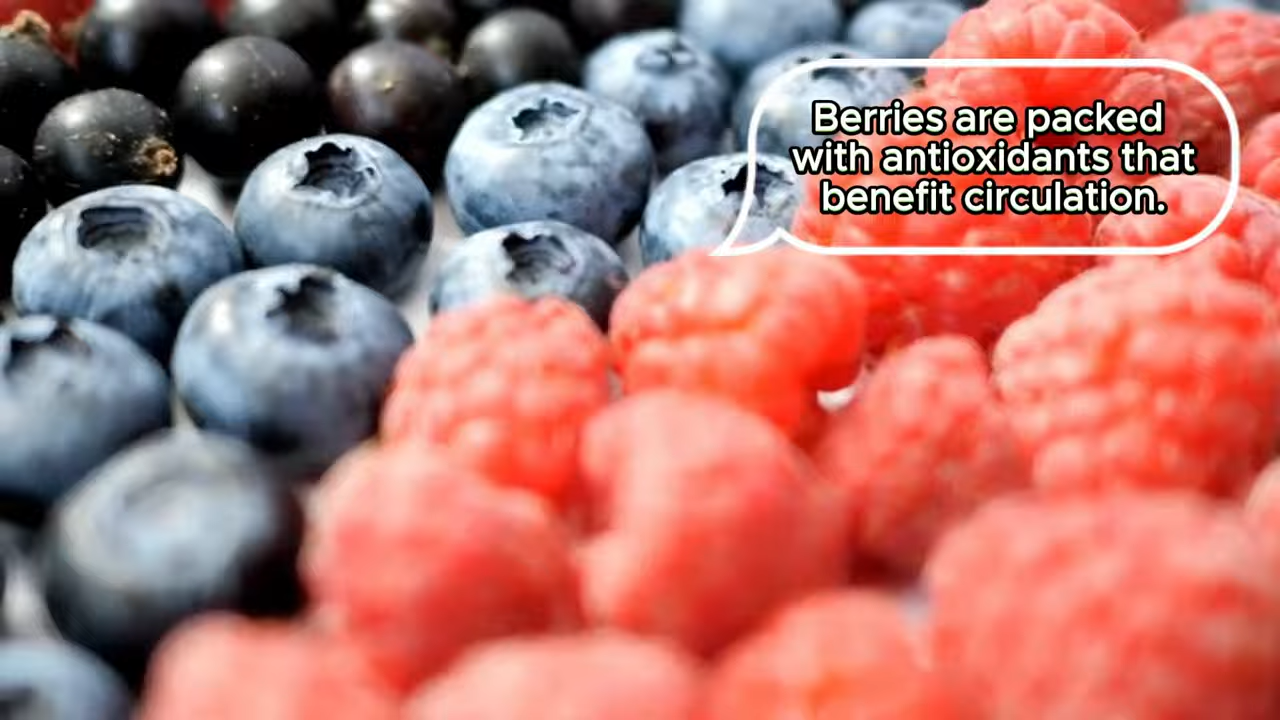 Berries are packed
with antioxidants that
benefit circulation.